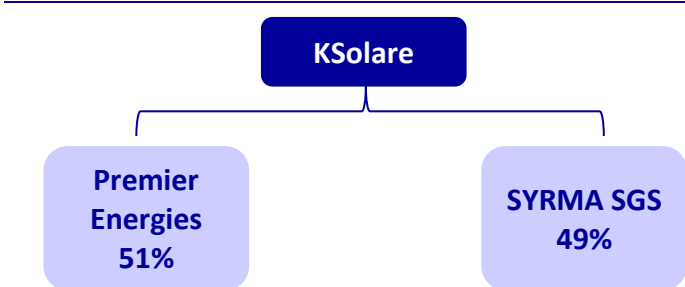 KSolare
Premier
Energies
51%
SYRMA SGS
49%